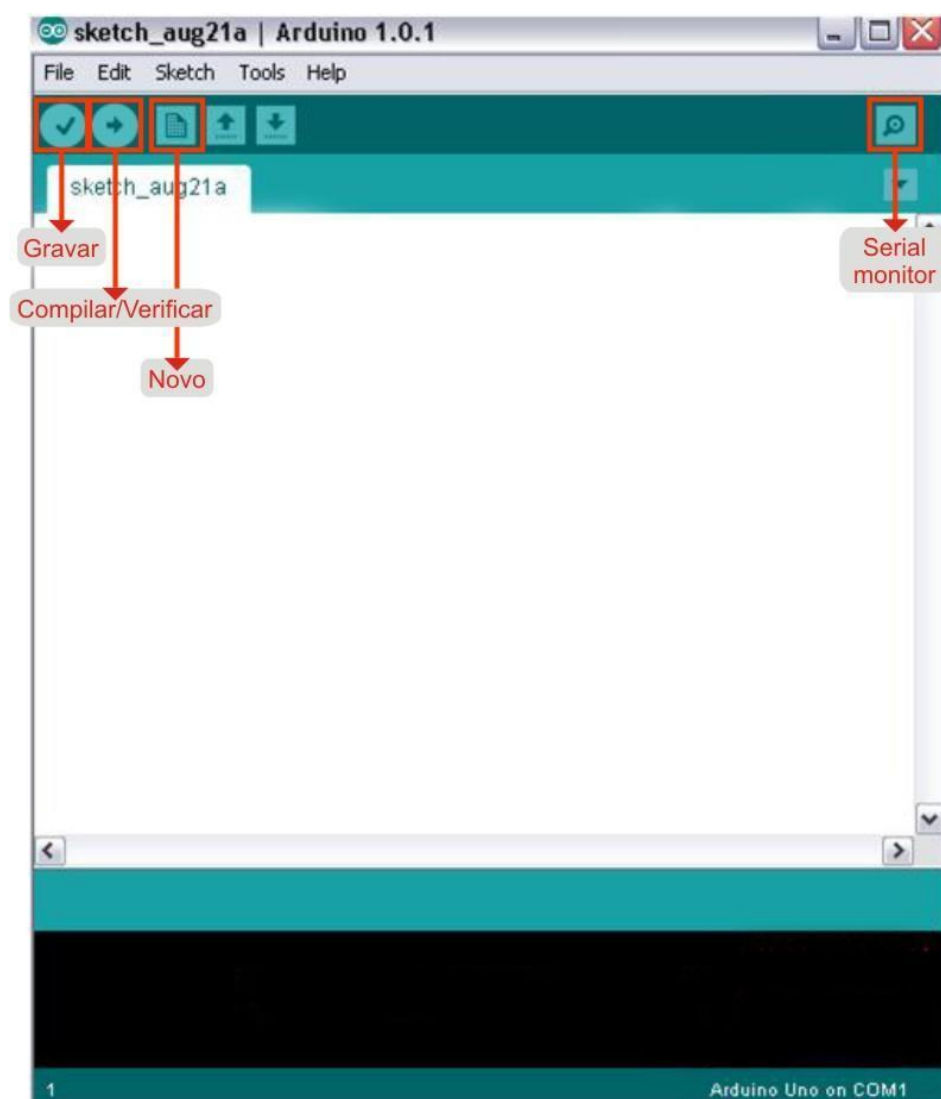 sketch_aug21a | Arduino 1.0.1
File Edit Sketch Tools Help
sketch_aug21a
Gravar
Serial
monitor
Compilar/Verificar
Novo
1
Arduino Uno on COM1